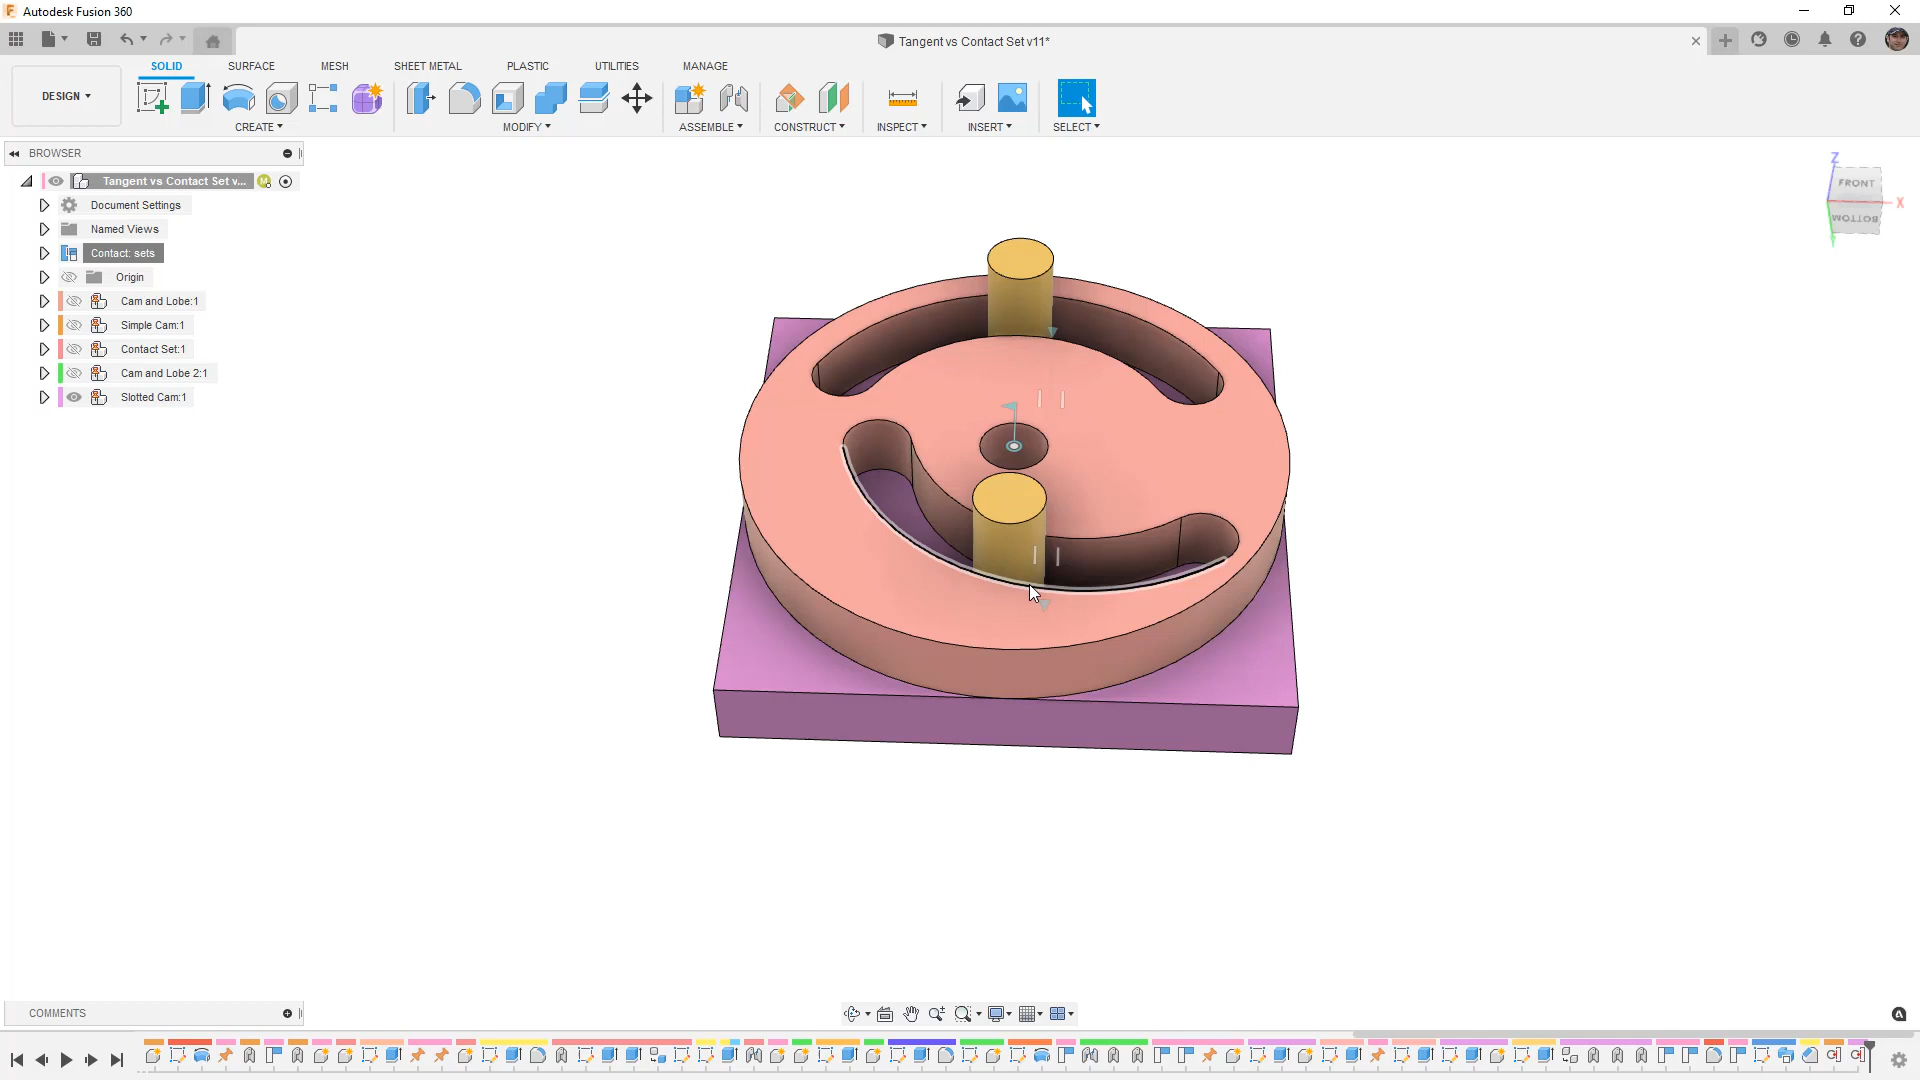 Autodesk Fusion 360
Tangent vs Contact Set v11*
SOLID SURFACE MESH SHEET METAL PLASTIC UTILITIES MANAGE
DESIGN
CREATE MODIFY ASSEMBLE CONSTRUCT INSPECT INSERT SELECT
BROWSER
Tangent vs Contact Set v...
Document Settings
Named Views
Contact: sets
Origin
Cam and Lobe:1
Simple Cam:1
Contact Set:1
Cam and Lobe 2:1
Slotted Cam:1
Z
FRONT
X
BOTTOM
COMMENTS